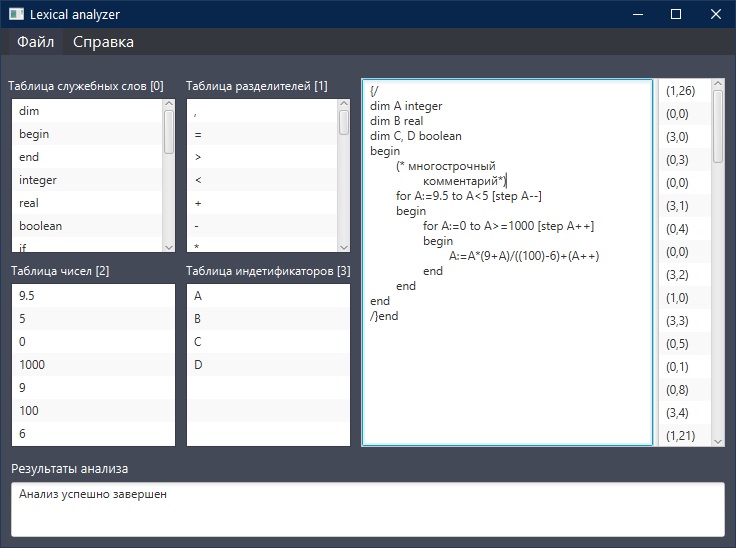 Lexical analyzer
Файл Справка
Таблица служебных слов [0]
dim
begin
end
integer
real
boolean
if
Таблица разделителей [1]
,
=
>
<
+
-
*
Таблица чисел [2]
9.5
5
0
1000
9
100
6
Таблица индетификаторов [3]
A
B
C
D
{/
dim A integer
dim B real
dim C, D boolean
begin
(* многострочный
комментарий*)
for A:=9.5 to A<5 [step A--]
begin
for A:=0 to A>=1000 [step A++]
begin
A:=A*(9+A)/((100)-6)+(A++)
end
end
end
/}end
(1,26)
(0,0)
(3,0)
(0,3)
(0,0)
(3,1)
(0,4)
(0,0)
(3,2)
(1,0)
(3,3)
(0,5)
(0,1)
(0,8)
(3,4)
(1,21)
Результаты анализа
Анализ успешно завершен